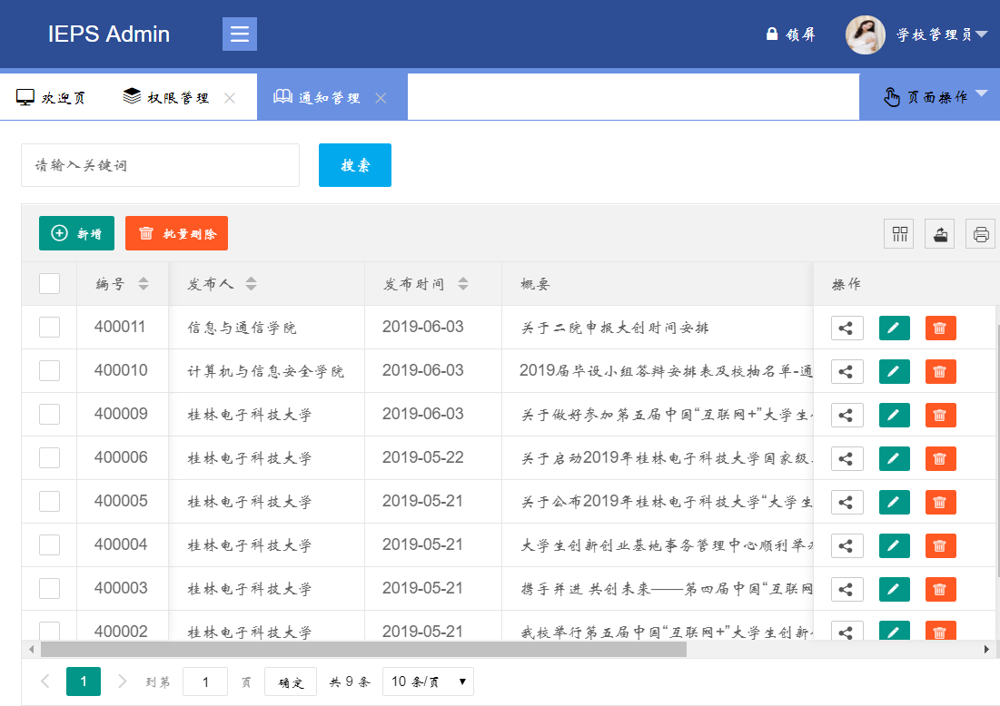 IEPS Admin 锁屏 学校管理员
欢迎页 权限管理 通知管理 页面操作
请输入关键词 搜索
新增 批量删除
编号 发布人 发布时间 概要 操作
400011 信息与通信学院 2019-06-03 关于二院申报大创时间安排
400010 计算机与信息安全学院 2019-06-03 2019届毕设小组答辩安排表及校抽名单-通
400009 桂林电子科技大学 2019-06-03 关于做好参加第五届中国“互联网+”大学生
400006 桂林电子科技大学 2019-05-22 关于启动2019年桂林电子科技大学国家级
400005 桂林电子科技大学 2019-05-21 关于公布2019年桂林电子科技大学“大学生
400004 桂林电子科技大学 2019-05-21 大学生创新创业基地事务管理中心顺利举
400003 桂林电子科技大学 2019-05-21 携手并进 共创未来——第四届中国“互联网
400002 桂林电子科技大学 2019-05-21 我校举行第五届中国“互联网+”大学生创新
1 到第 1 页 确定 共 9 条 10 条/页